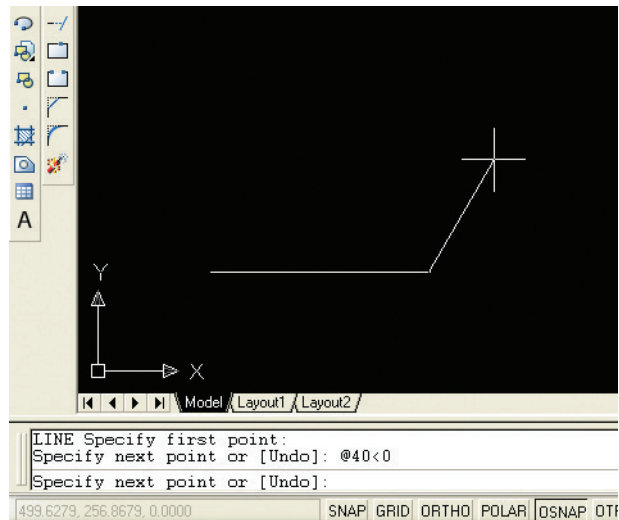 A
Y
X
Model Layout1 Layout2
LINE Specify first point:
Specify next point or [Undo]: @40<0
Specify next point or [Undo]:
499.6279, 256.8679, 0.0000 SNAP GRID ORTHO POLAR OSNAP